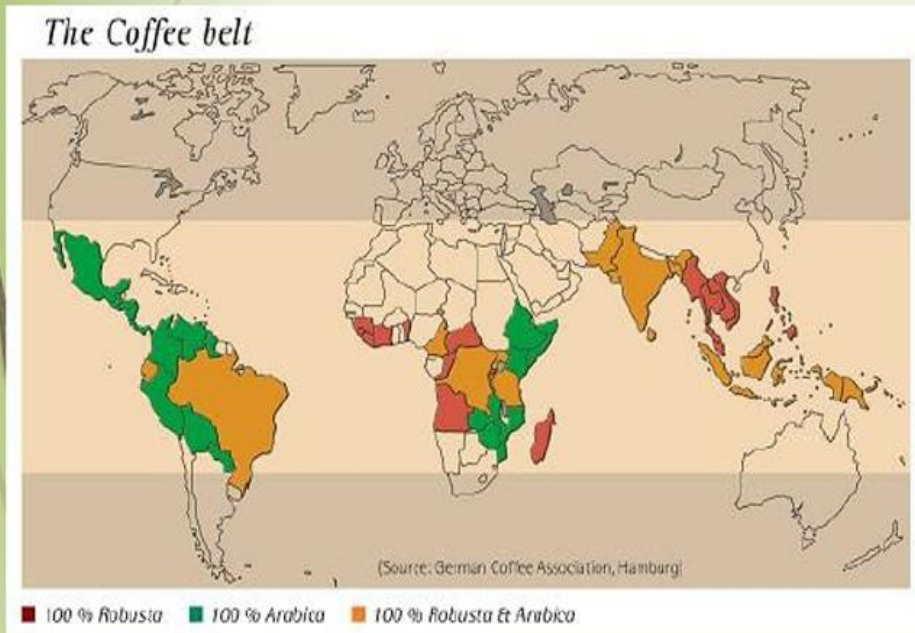 The Coffee belt
(Source: German Coffee Association, Hamburg)
100 % Robusta 100 % Arabica 100 % Robusta & Arabica